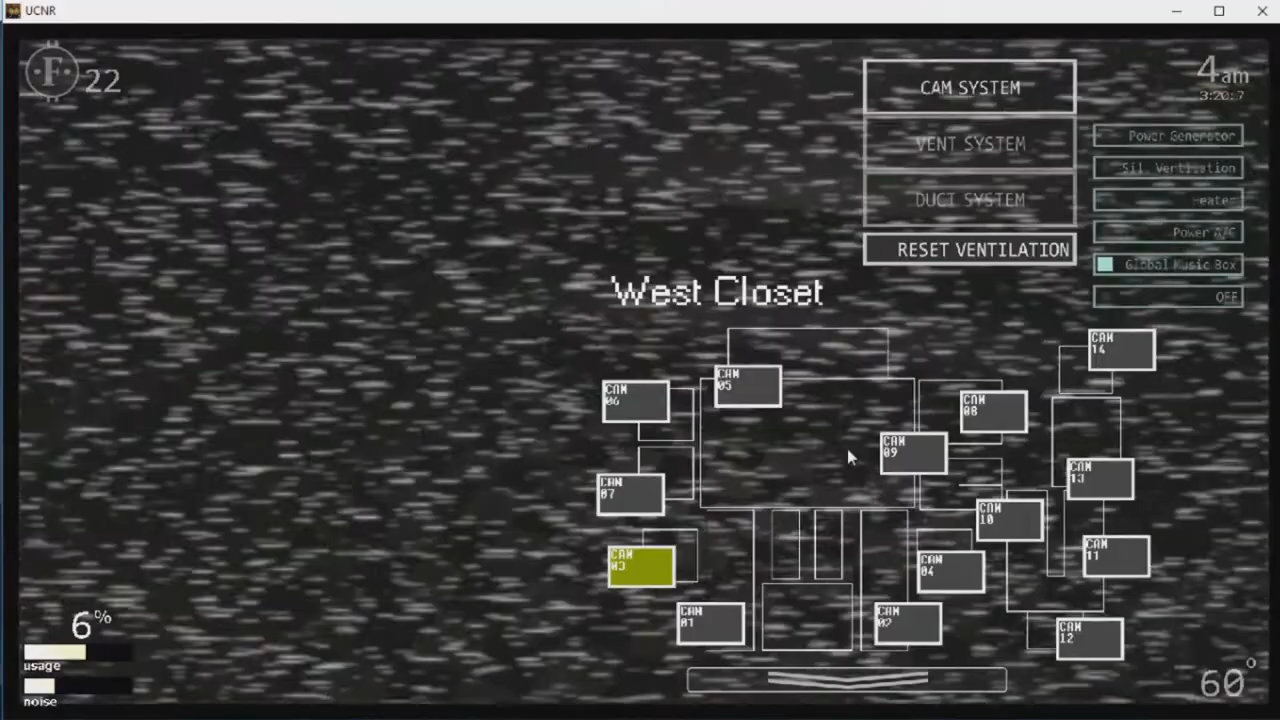 UCNR
F 22
CAM SYSTEM
4am
3:20:7
VENT SYSTEM
Power Generator
Sil. Ventilation
DUCT SYSTEM
Heater
Power A/C
RESET VENTILATION
Global Music Box
OFF
West Closet
CAM 14
CAM 05
CAM 06
CAM 08
CAM 09
CAM 13
CAM 07
CAM 10
CAM 11
CAM 03
CAM 04
CAM 01
CAM 02
CAM 12
6%
usage
noise
60°